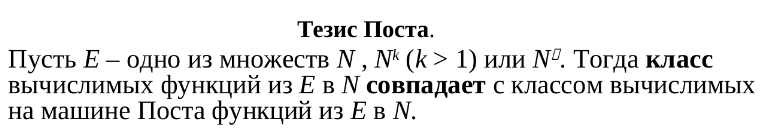 Тезис Поста.
Пусть E – одно из множеств N , Nᵏ (k > 1) или N▯. Тогда класс
вычислимых функций из E в N совпадает с классом вычислимых
на машине Поста функций из E в N.